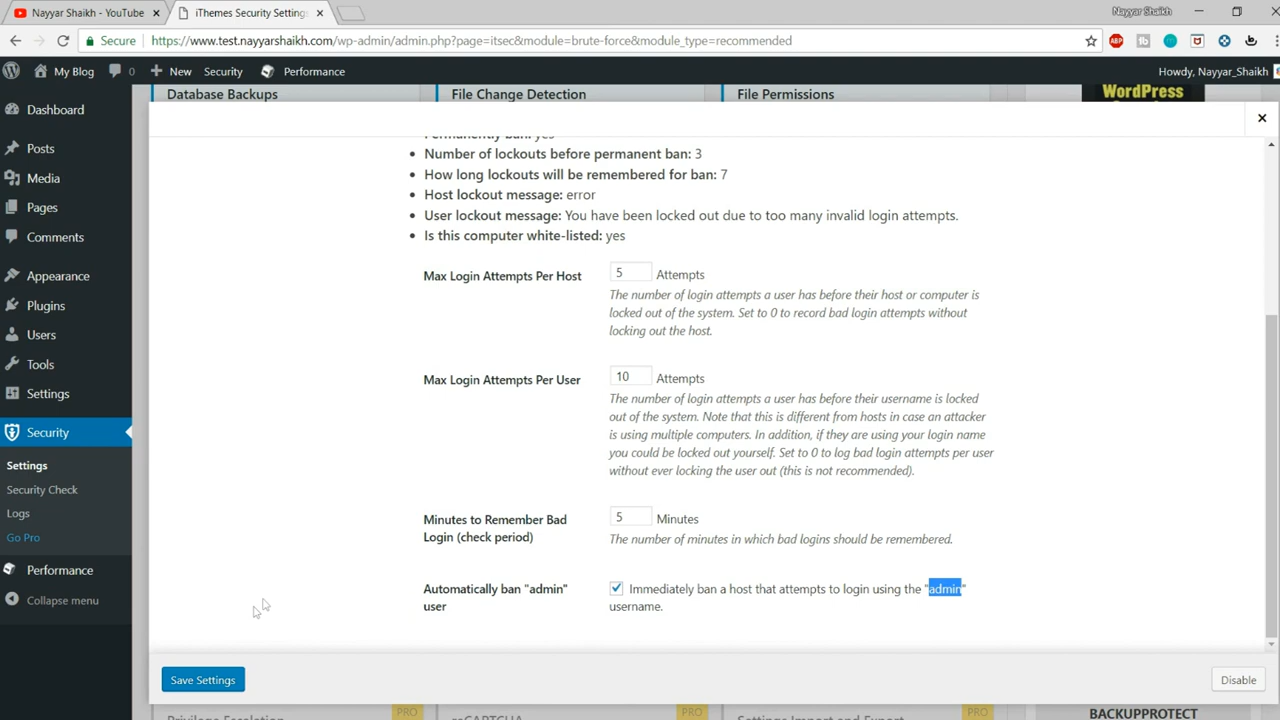 Nayyar Shaikh - YouTube
iThemes Security Settings
Nayyar Shaikh
Secure
https://www.test.nayyarshaikh.com/wp-admin/admin.php?page=itsec&module=brute-force&module_type=recommended
My Blog
0
New
Security
Performance
Howdy, Nayyar_Shaikh
Dashboard
Posts
Media
Pages
Comments
Appearance
Plugins
Users
Tools
Settings
Security
Settings
Security Check
Logs
Go Pro
Performance
Collapse menu
Database Backups
File Change Detection
File Permissions
WordPress
Permanently ban: yes
• Number of lockouts before permanent ban: 3
• How long lockouts will be remembered for ban: 7
• Host lockout message: error
• User lockout message: You have been locked out due to too many invalid login attempts.
• Is this computer white-listed: yes
Max Login Attempts Per Host
5 Attempts
The number of login attempts a user has before their host or computer is
locked out of the system. Set to 0 to record bad login attempts without
locking out the host.
Max Login Attempts Per User
10 Attempts
The number of login attempts a user has before their username is locked
out of the system. Note that this is different from hosts in case an attacker
is using multiple computers. In addition, if they are using your login name
you could be locked out yourself. Set to 0 to log bad login attempts per user
without ever locking the user out (this is not recommended).
Minutes to Remember Bad
Login (check period)
5 Minutes
The number of minutes in which bad logins should be remembered.
Automatically ban "admin"
user
Immediately ban a host that attempts to login using the "admin"
username.
Save Settings
Disable
Privilege Escalation
PRO
reCAPTCHA
PRO
Settings Import and Export
PRO
BACKUPPROTECT